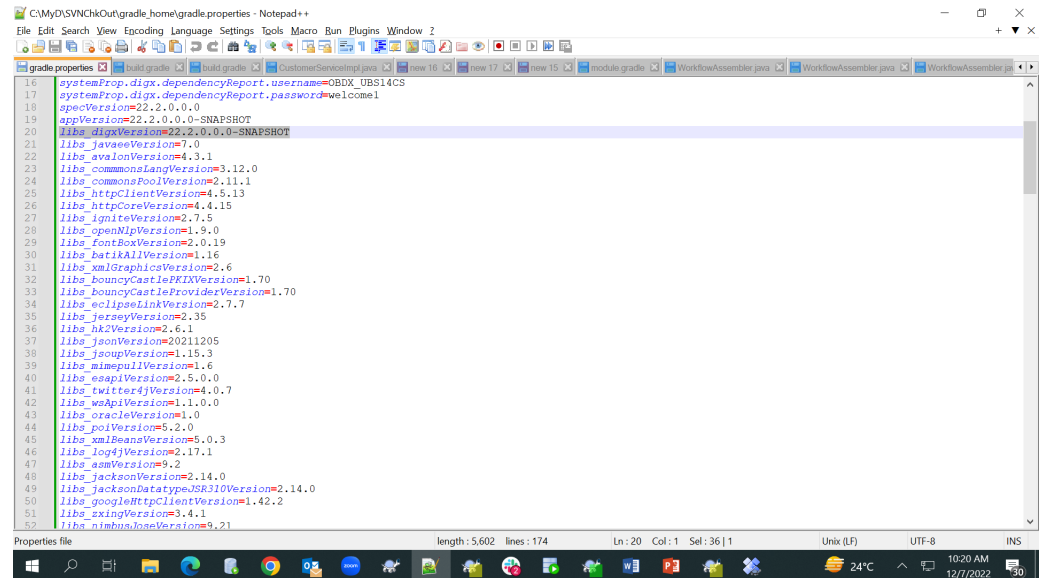 C:\MyD\SVNChkOut\gradle_home\gradle.properties - Notepad++
File Edit Search View Encoding Language Settings Tools Macro Run Plugins Window ?
gradle.properties build gradle build gradle CustomerServiceImpl.java new 16 new 17 new 15 module gradle WorkflowAssembler.java WorkflowAssembler.java WorkflowAssembler.ja
16 systemProp.digx.dependencyReport.username=OBDX_UBS14CS
17 systemProp.digx.dependencyReport.password=welcome1
18 specVersion=22.2.0.0.0
19 appVersion=22.2.0.0.0-SNAPSHOT
20 libs_digxVersion=22.2.0.0.0-SNAPSHOT
21 libs_javaeeVersion=7.0
22 libs_avalonVersion=4.3.1
23 libs_commmonsLangVersion=3.12.0
24 libs_commonsPoolVersion=2.11.1
25 libs_httpClientVersion=4.5.13
26 libs_httpCoreVersion=4.4.15
27 libs_igniteVersion=2.7.5
28 libs_openNlpVersion=1.9.0
29 libs_fontBoxVersion=2.0.19
30 libs_batikAllVersion=1.16
31 libs_xmlGraphicsVersion=2.6
32 libs_bouncyCastlePKIXVersion=1.70
33 libs_bouncyCastleProviderVersion=1.70
34 libs_eclipseLinkVersion=2.7.7
35 libs_jerseyVersion=2.35
36 libs_hk2Version=2.6.1
37 libs_jsonVersion=20211205
38 libs_jsoupVersion=1.15.3
39 libs_mimepullVersion=1.6
40 libs_esapiVersion=2.5.0.0
41 libs_twitter4jVersion=4.0.7
42 libs_wsApiVersion=1.1.0.0
43 libs_oracleVersion=1.0
44 libs_poiVersion=5.2.0
45 libs_xmlBeansVersion=5.0.3
46 libs_log4jVersion=2.17.1
47 libs_asmVersion=9.2
48 libs_jacksonVersion=2.14.0
49 libs_jacksonDatatypeJSR310Version=2.14.0
50 libs_googleHttpClientVersion=1.42.2
51 libs_zxingVersion=3.4.1
52 libs_nimbusJoseVersion=9.21
Properties file length : 5,602 lines : 174 Ln : 20 Col : 1 Sel : 36 | 1 Unix (LF) UTF-8 INS
zoom 24°C 10:20 AM
12/7/2022 30